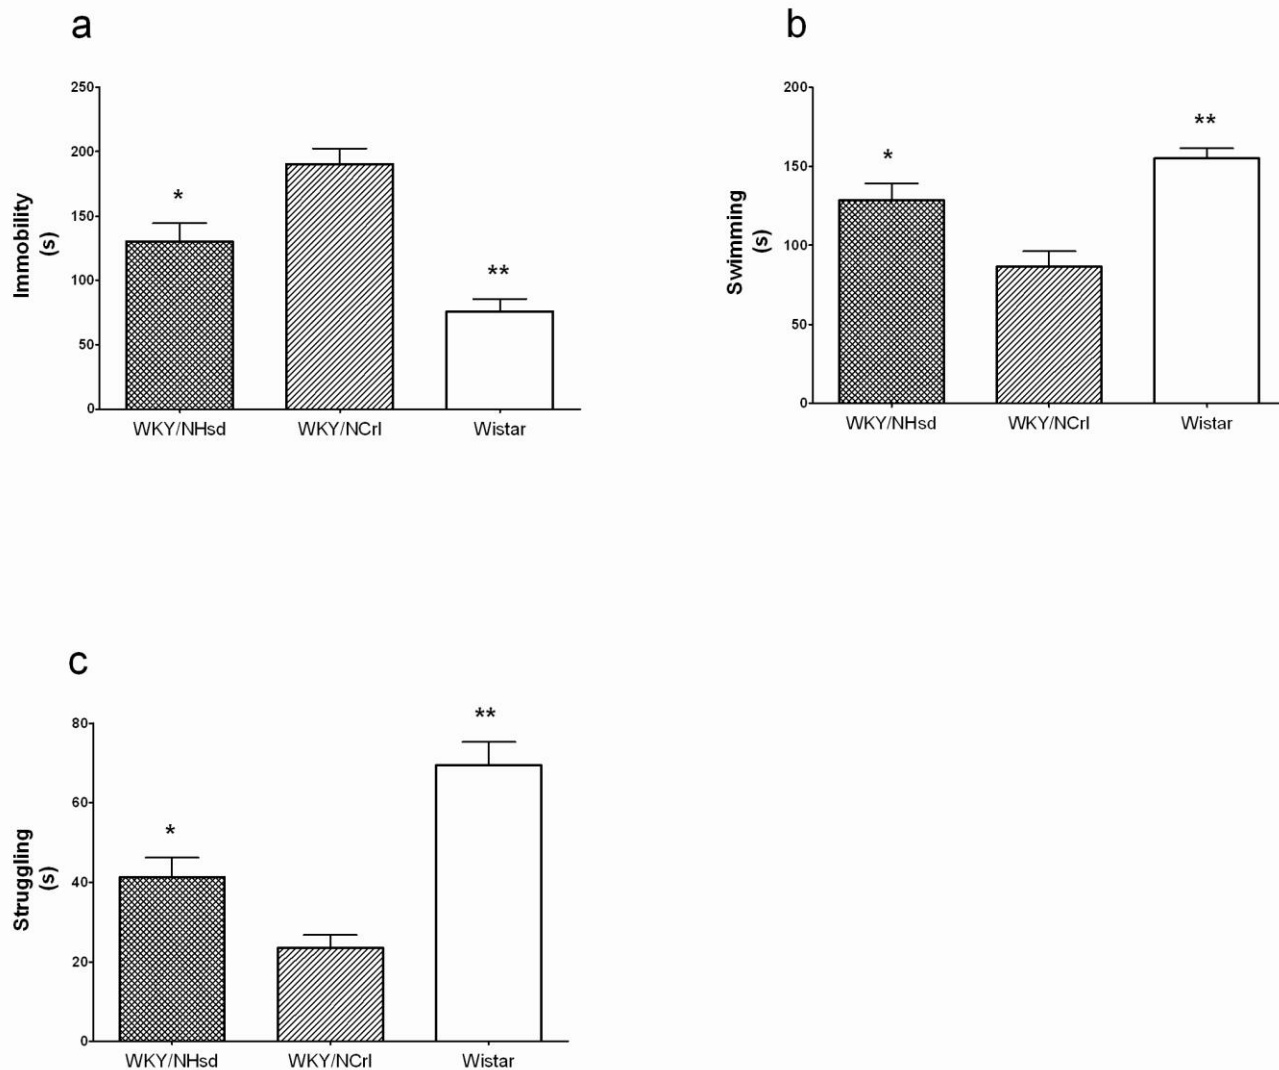 a
250
200
150
100
50
0
Immobility
(s)
*
**
WKY/NHsd WKY/NCrl Wistar
b
200
150
100
50
0
Swimming
(s)
*
**
WKY/NHsd WKY/NCrl Wistar
c
80
60
40
20
0
Struggling
(s)
*
**
WKY/NHsd WKY/NCrl Wistar